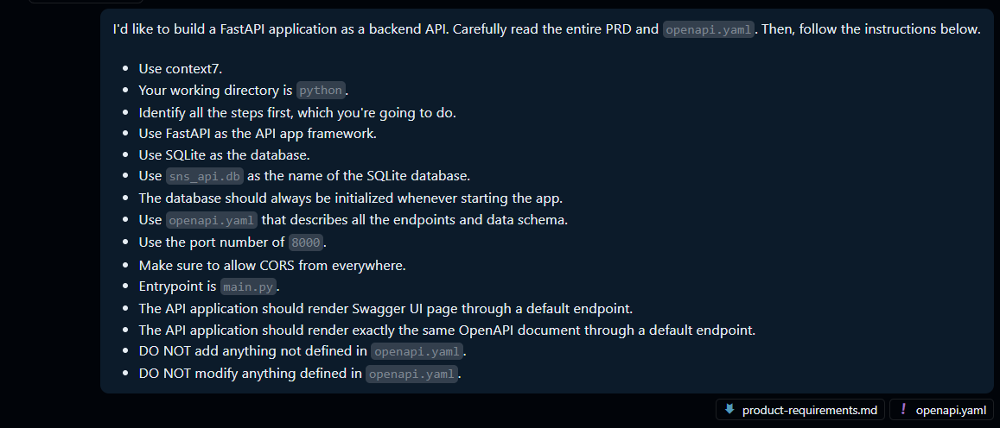 I'd like to build a FastAPI application as a backend API. Carefully read the entire PRD and openapi.yaml. Then, follow the instructions below.
• Use context7.
• Your working directory is python.
• Identify all the steps first, which you're going to do.
• Use FastAPI as the API app framework.
• Use SQLite as the database.
• Use sns_api.db as the name of the SQLite database.
• The database should always be initialized whenever starting the app.
• Use openapi.yaml that describes all the endpoints and data schema.
• Use the port number of 8000.
• Make sure to allow CORS from everywhere.
• Entrypoint is main.py.
• The API application should render Swagger UI page through a default endpoint.
• The API application should render exactly the same OpenAPI document through a default endpoint.
• DO NOT add anything not defined in openapi.yaml.
• DO NOT modify anything defined in openapi.yaml.
product-requirements.md ! openapi.yaml